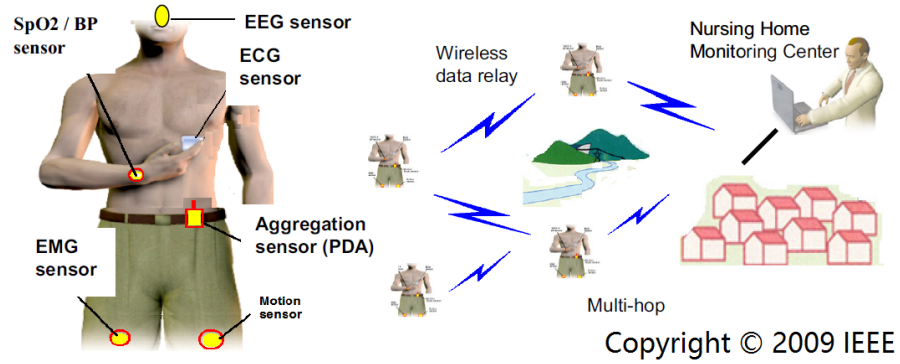 SpO2 / BP
sensor
EEG sensor
ECG
sensor
Aggregation
sensor (PDA)
EMG
sensor
Motion
sensor
Wireless
data relay
Nursing Home
Monitoring Center
Multi-hop
Copyright © 2009 IEEE